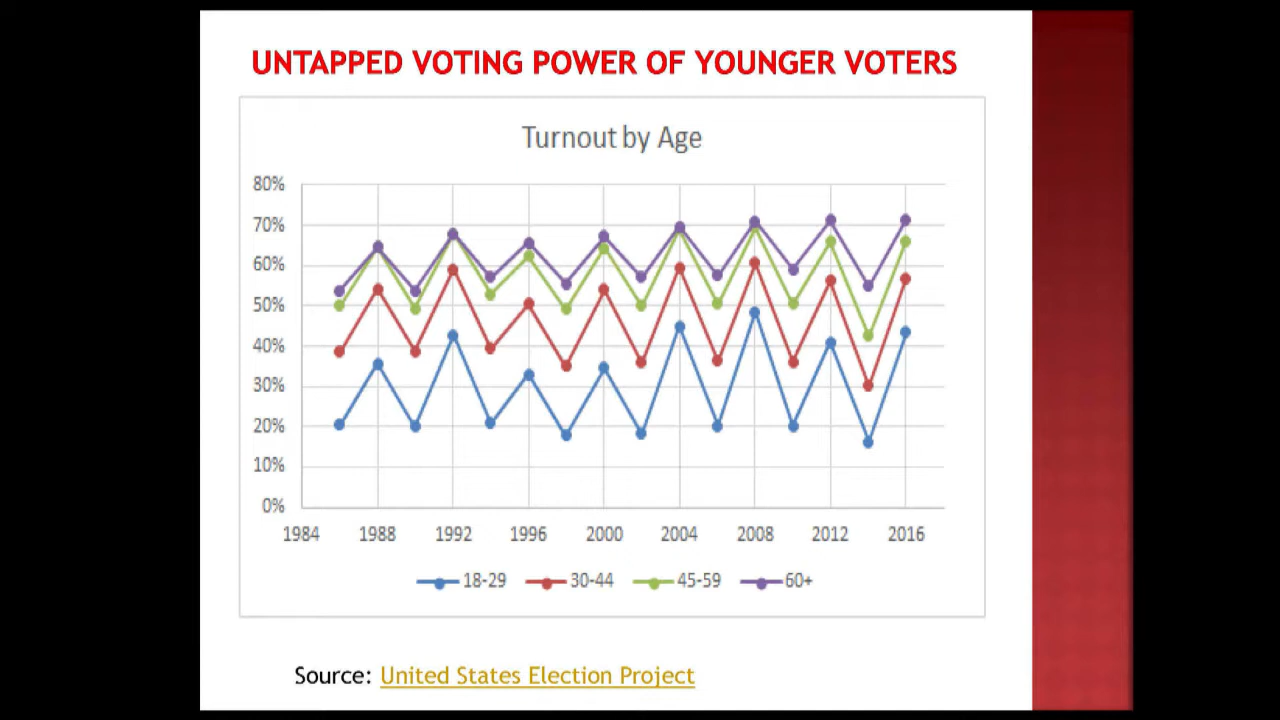 UNTAPPED VOTING POWER OF YOUNGER VOTERS
Turnout by Age
80%
70%
60%
50%
40%
30%
20%
10%
0%
1984 1988 1992 1996 2000 2004 2008 2012 2016
18-29 30-44 45-59 60+
Source: United States Election Project